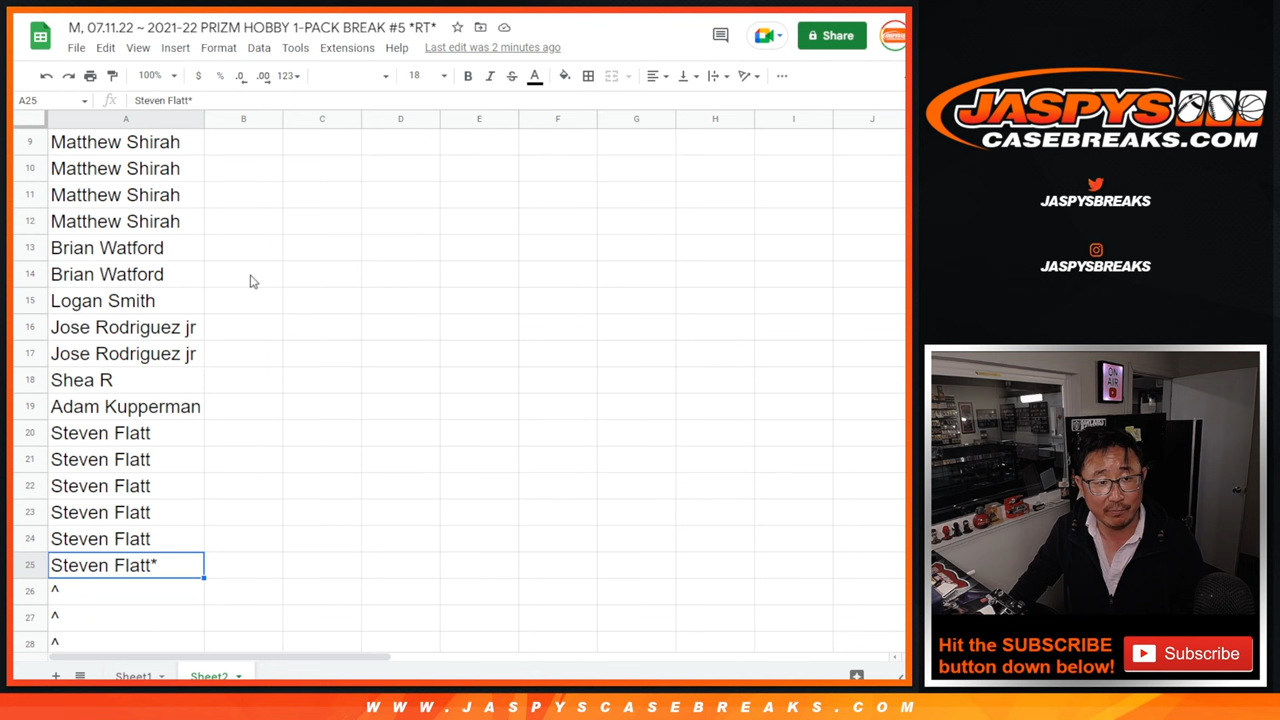 M, 07.11.22 ~ 2021-22 PRIZM HOBBY 1-PACK BREAK #5 *RT*
File Edit View Insert Format Data Tools Extensions Help Last edit was 2 minutes ago
Share
100% $ % .0 .00 123 18 B I S A
A25 fx Steven Flatt*
A B C D E F G H I J
9 Matthew Shirah
10 Matthew Shirah
11 Matthew Shirah
12 Matthew Shirah
13 Brian Watford
14 Brian Watford
15 Logan Smith
16 Jose Rodriguez jr
17 Jose Rodriguez jr
18 Shea R
19 Adam Kupperman
20 Steven Flatt
21 Steven Flatt
22 Steven Flatt
23 Steven Flatt
24 Steven Flatt
25 Steven Flatt*
26 ^
27 ^
28 ^
Sheet1 Sheet2
JASPYS
CASEBREAKS.COM
JASPYSBREAKS
JASPYSBREAKS
ON
AIR
Hit the SUBSCRIBE
button down below!
Subscribe
WWW.JASPYSCASEBREAKS.COM